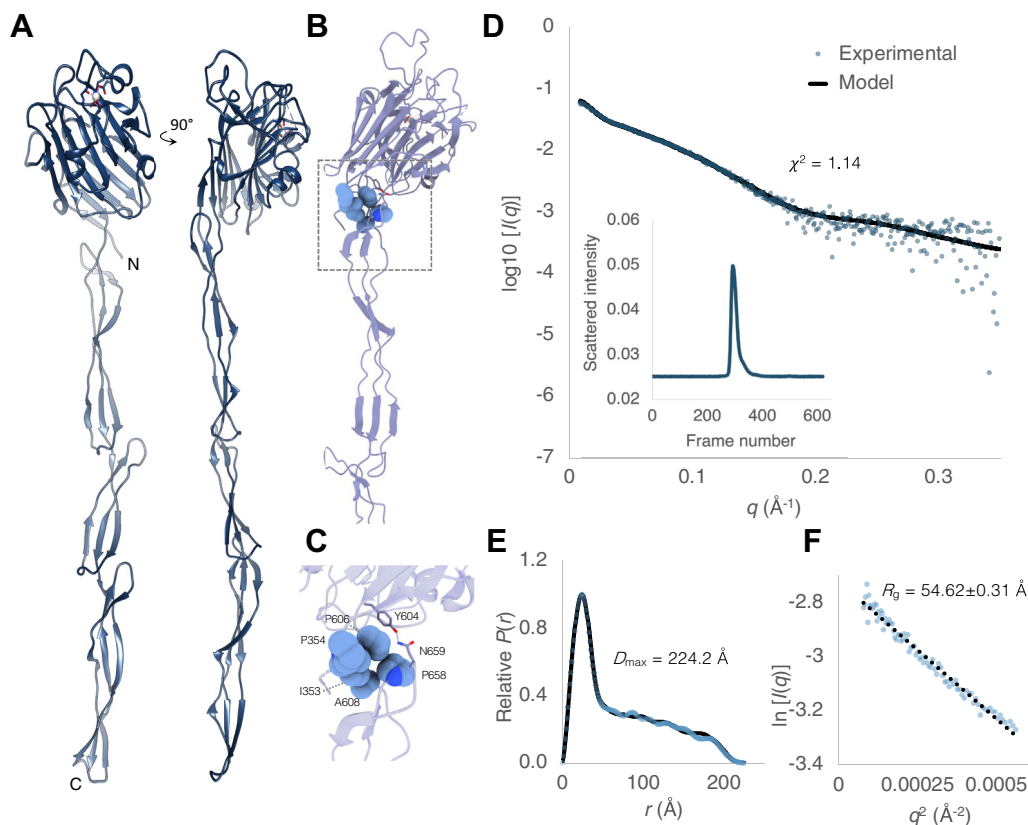 A
90°
N
C
B
C
P606
Y604
P354
N659
P658
I353
A608
D
0
-1
-2
-3
-4
-5
-6
-7
log10 [I(q)]
Experimental
Model
χ² = 1.14
0.06
0.05
0.04
0.03
0.02
Scattered intensity
0 200 400 600
Frame number
0 0.1 0.2 0.3
q (Å-1)
E
1.2
0.8
0.4
0.0
Relative P(r)
Dmax = 224.2 Å
0 100 200
r (Å)
F
-2.8
-3
-3.2
-3.4
ln [I(q)]
Rg = 54.62±0.31 Å
0 0.00025 0.0005
q2 (Å-2)